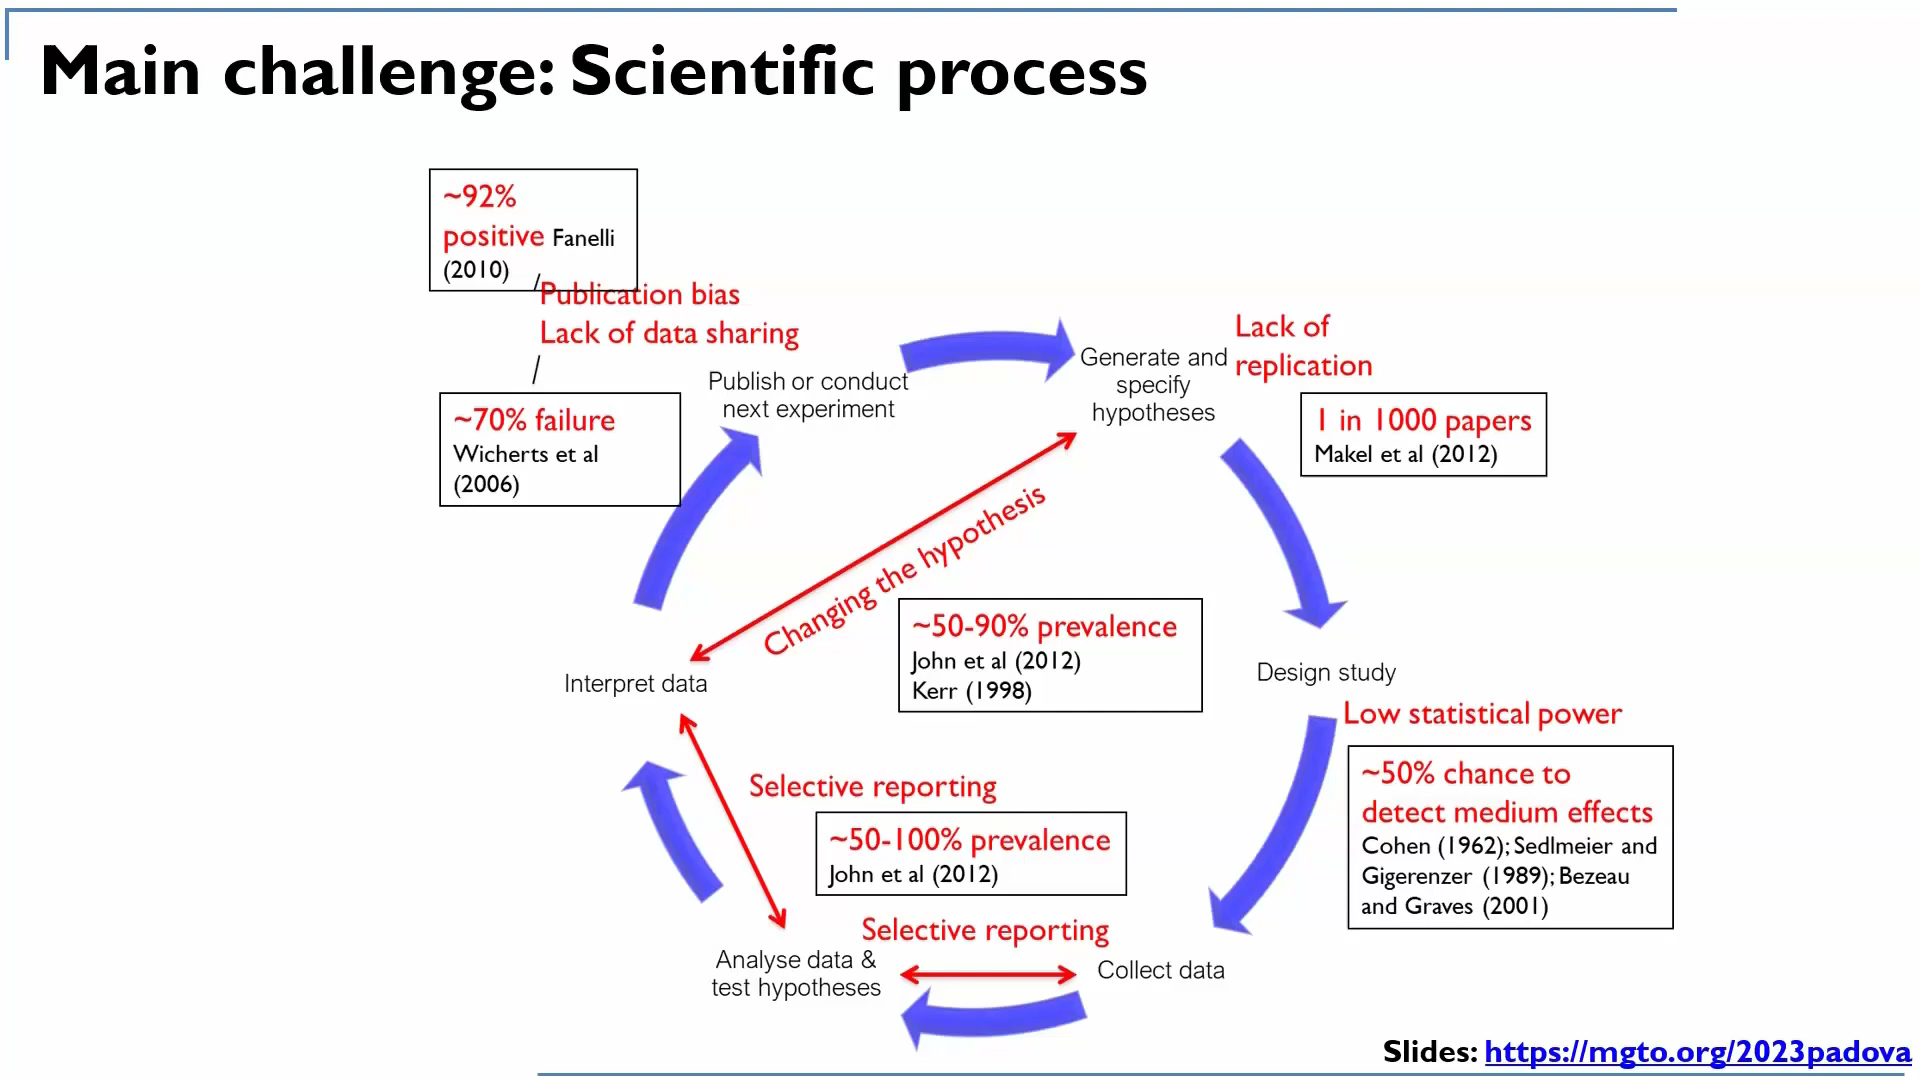 Main challenge: Scientific process
~92%
positive Fanelli
(2010)
Publication bias
Lack of data sharing
~70% failure
Wicherts et al
(2006)
Publish or conduct
next experiment
Generate and
specify
hypotheses
Lack of
replication
1 in 1000 papers
Makel et al (2012)
Changing the hypothesis
~50-90% prevalence
John et al (2012)
Kerr (1998)
Interpret data
Design study
Low statistical power
~50% chance to
detect medium effects
Cohen (1962); Sedlmeier and
Gigerenzer (1989); Bezeau
and Graves (2001)
Selective reporting
~50-100% prevalence
John et al (2012)
Selective reporting
Analyse data &
test hypotheses
Collect data
Slides: https://mgto.org/2023padova